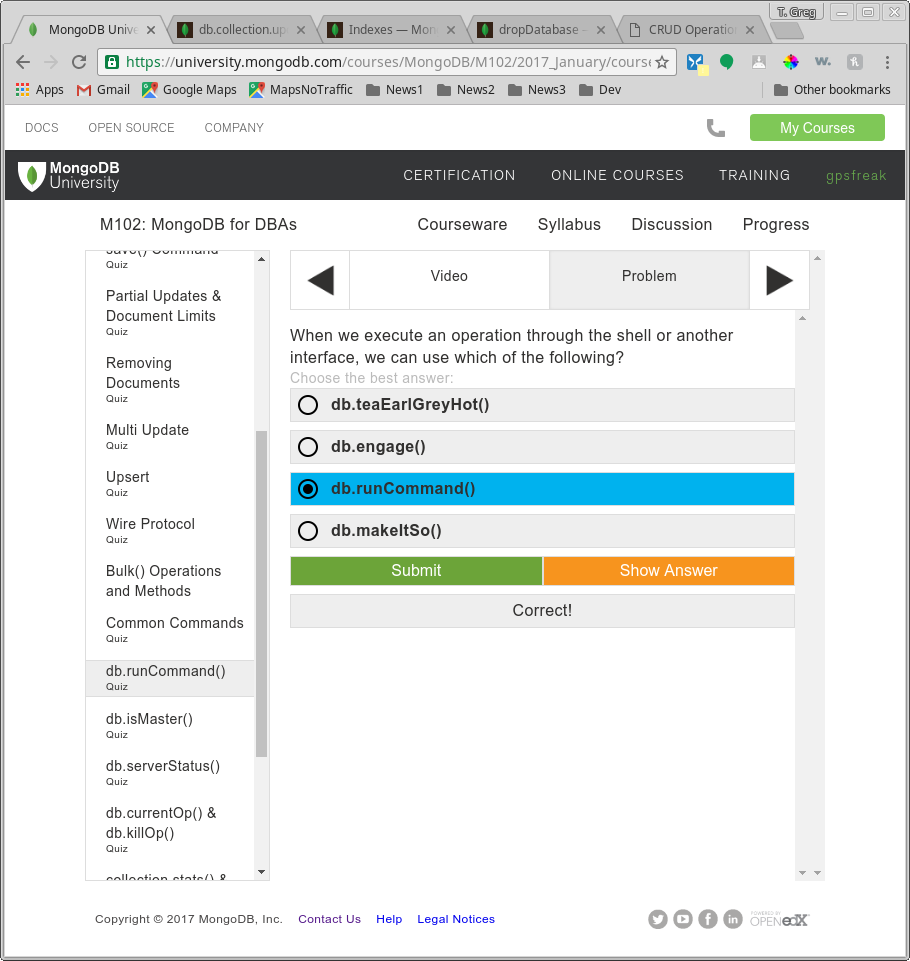 T. Greg
MongoDB Unive
db.collection.up
Indexes — Mon
dropDatabase -
CRUD Operatio
https://university.mongodb.com/courses/MongoDB/M102/2017_January/course
Apps
Gmail
Google Maps
MapsNoTraffic
News1
News2
News3
Dev
Other bookmarks
DOCS
OPEN SOURCE
COMPANY
My Courses
MongoDB
University
CERTIFICATION
ONLINE COURSES
TRAINING
gpsfreak
M102: MongoDB for DBAs
Courseware
Syllabus
Discussion
Progress
save() Command
Quiz
Partial Updates &
Document Limits
Quiz
Removing
Documents
Quiz
Multi Update
Quiz
Upsert
Quiz
Wire Protocol
Quiz
Bulk() Operations
and Methods
Common Commands
Quiz
db.runCommand()
Quiz
db.isMaster()
Quiz
db.serverStatus()
Quiz
db.currentOp() &
db.killOp()
Quiz
collection.stats() &
Video
Problem
When we execute an operation through the shell or another
interface, we can use which of the following?
Choose the best answer:
db.teaEarlGreyHot()
db.engage()
db.runCommand()
db.makeItSo()
Submit
Show Answer
Correct!
Copyright © 2017 MongoDB, Inc.
Contact Us
Help
Legal Notices
POWERED BY
OPEN edX